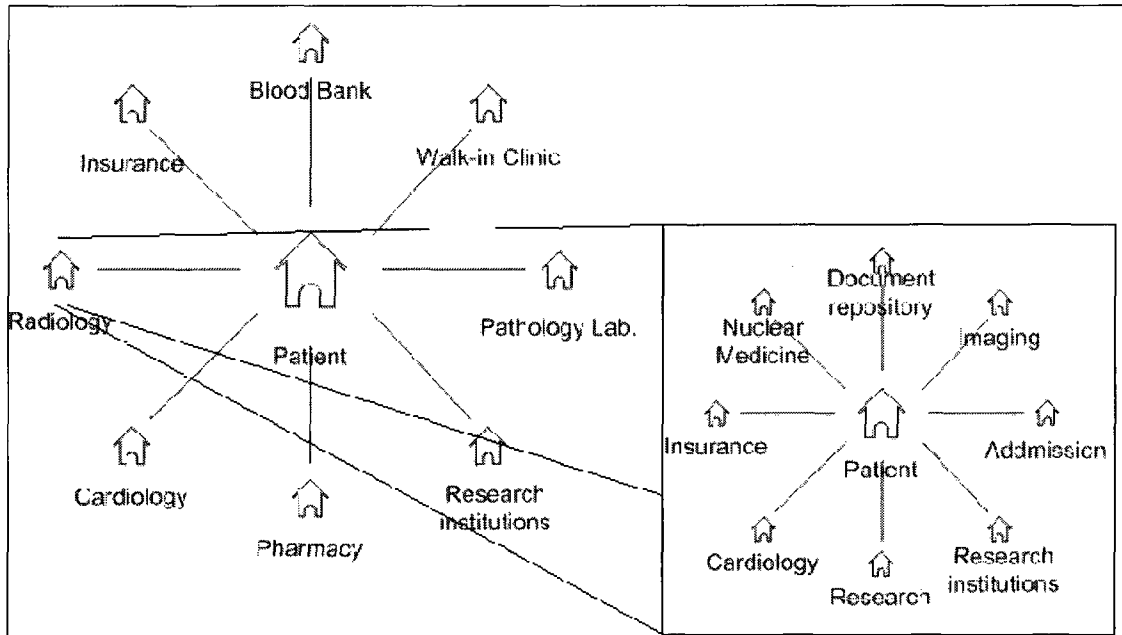 Blood Bank
Insurance
Walk-in Clinic
Radiology
Patient
Pathology Lab.
Cardiology
Pharmacy
Research
institutions
Document
repository
Nuclear
Medicine
Imaging
Insurance
Patient
Addmission
Cardiology
Research
Research
institutions